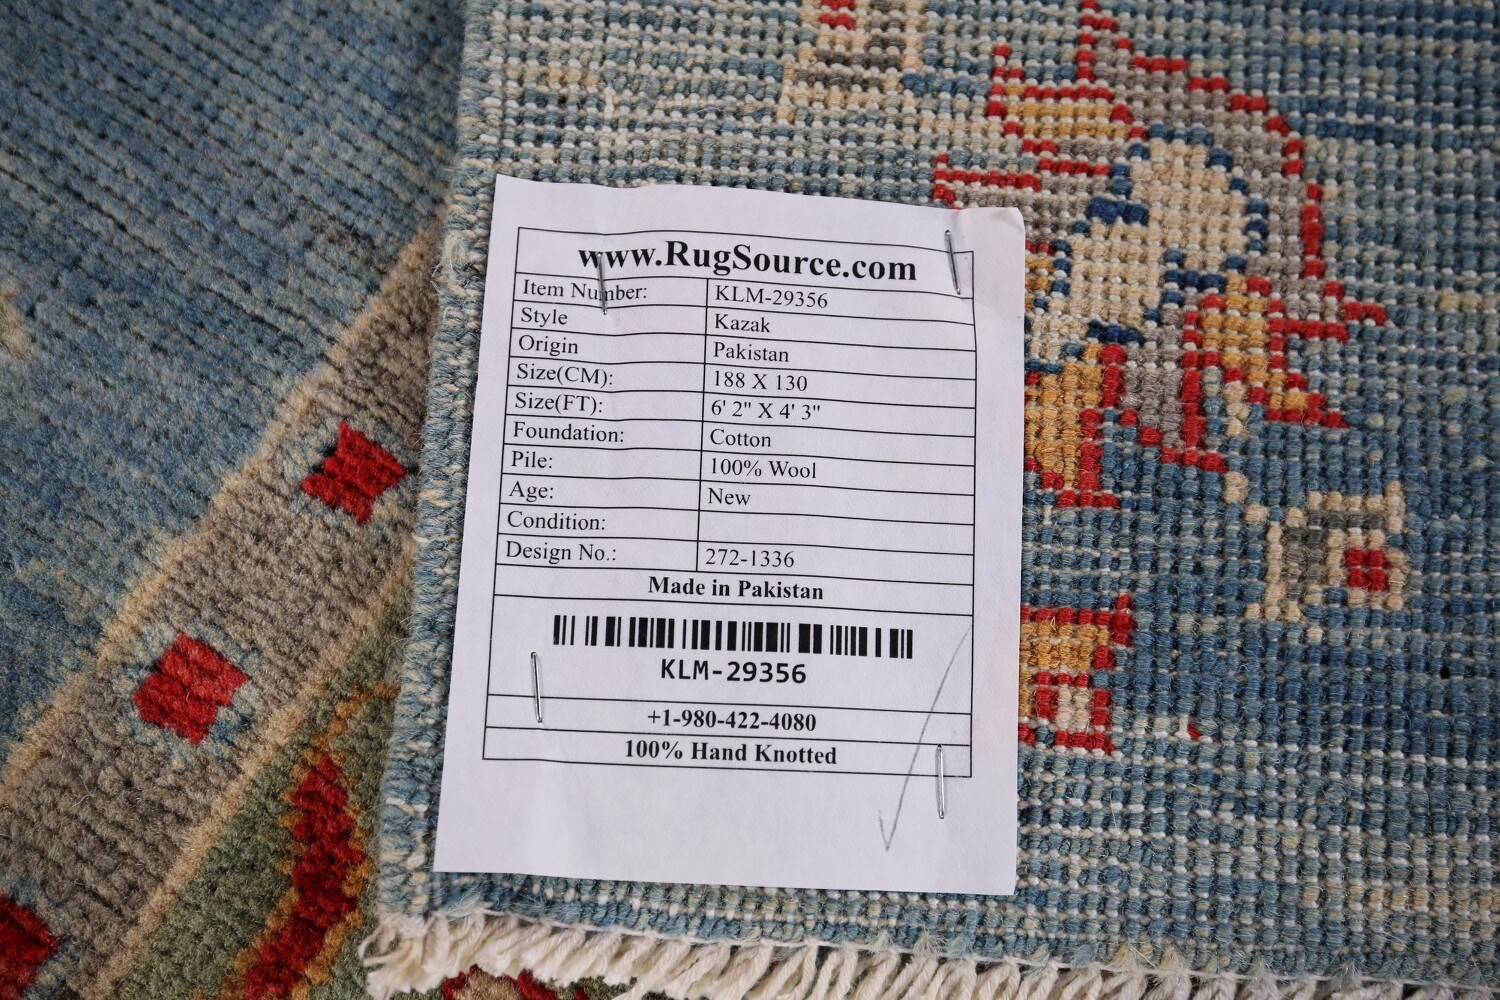 www.RugSource.com
Item Number: KLM-29356
Style Kazak
Origin Pakistan
Size(CM): 188 X 130
Size(FT): 6' 2" X 4' 3"
Foundation: Cotton
Pile: 100% Wool
Age: New
Condition:
Design No.: 272-1336
Made in Pakistan
KLM-29356
+1-980-422-4080
100% Hand Knotted